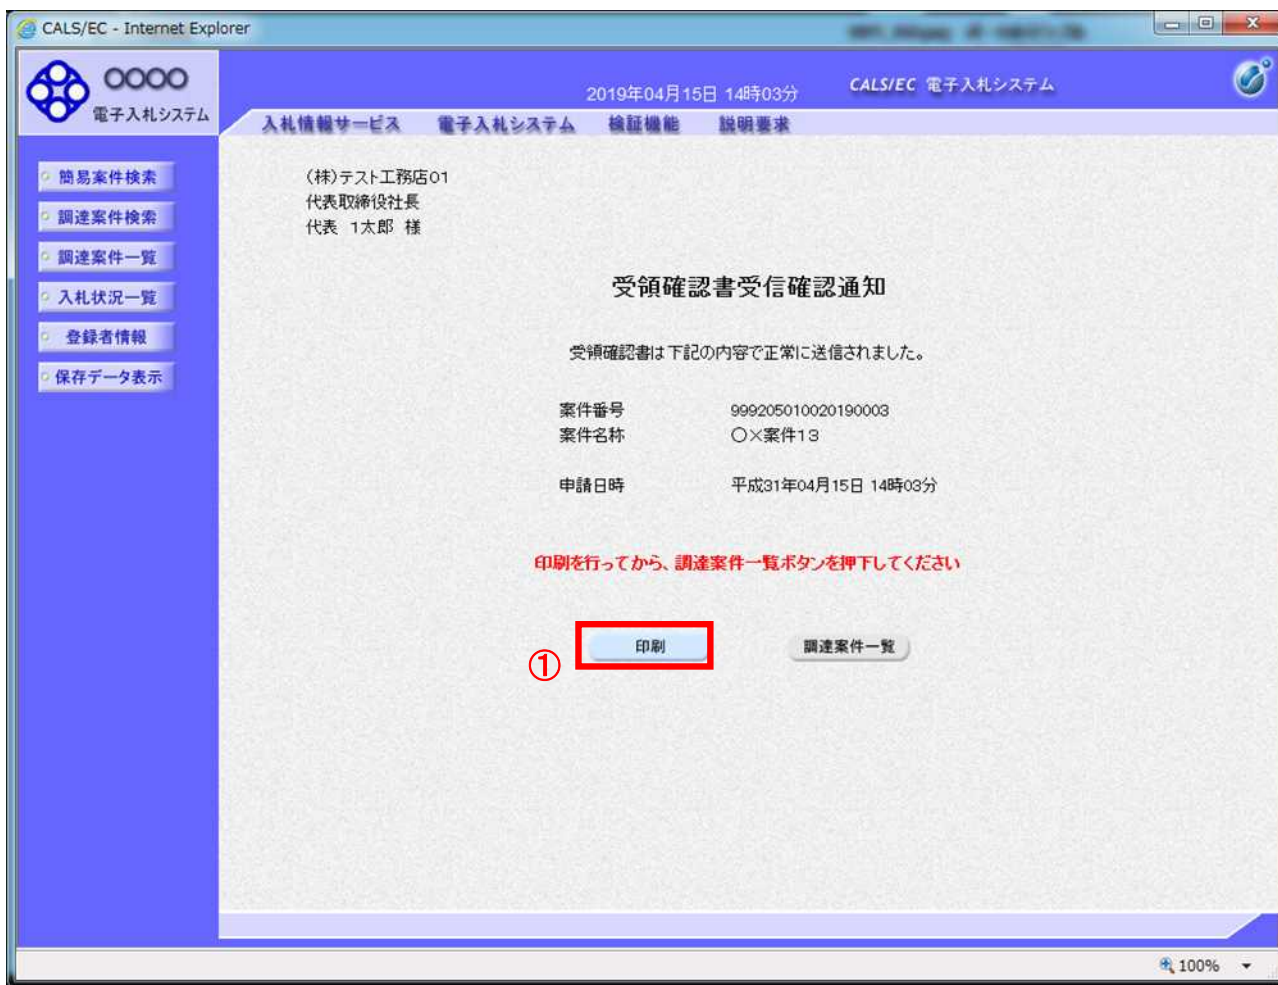 CALS/EC - Internet Explorer
○○○○
電子入札システム
2019年04月15日 14時03分
CALS/EC 電子入札システム
入札情報サービス 電子入札システム 検証機能 説明要求
簡易案件検索
調達案件検索
調達案件一覧
入札状況一覧
登録者情報
保存データ表示
(株)テスト工務店01
代表取締役社長
代表 1太郎 様
受領確認書受信確認通知
受領確認書は下記の内容で正常に送信されました。
案件番号 999205010020190003
案件名称 ○×案件13
申請日時 平成31年04月15日 14時03分
印刷を行ってから、調達案件一覧ボタンを押下してください
① 印刷 調達案件一覧
100%